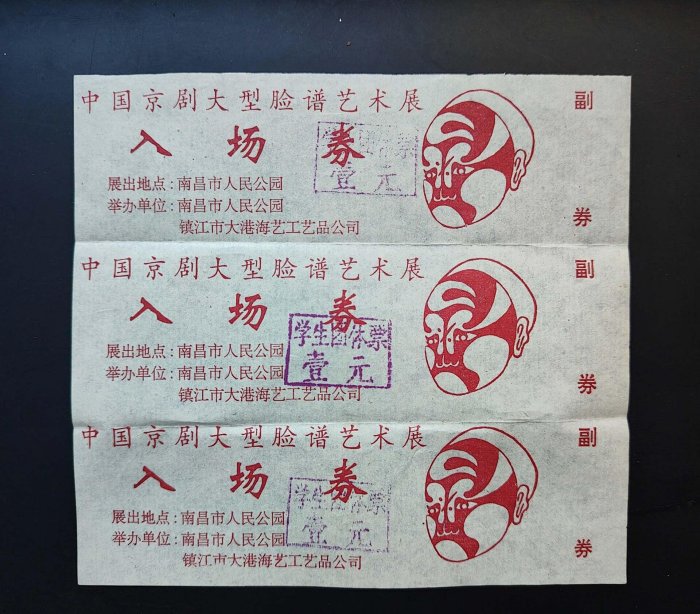 中国京剧大型脸谱艺术展
副
入场券
学生团体票
壹元
展出地点:南昌市人民公园
举办单位:南昌市人民公园
券
镇江市大港海艺工艺品公司
中国京剧大型脸谱艺术展
副
入场券
学生团体票
壹元
展出地点:南昌市人民公园
举办单位:南昌市人民公园
券
镇江市大港海艺工艺品公司
中国京剧大型脸谱艺术展
副
入场券
学生团体票
壹元
展出地点:南昌市人民公园
举办单位:南昌市人民公园
券
镇江市大港海艺工艺品公司